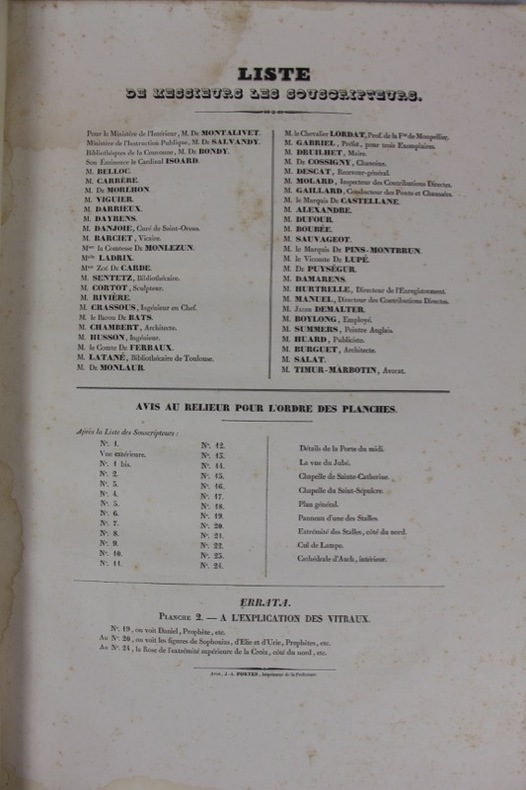 LISTE
DE MESSIEURS LES SOUSCRIPTEURS.
Pour le Ministère de l'Intérieur, M. De MONTALIVET.
Ministère de l'Instruction Publique, M. De SALVANDY.
Bibliothèques de la Couronne, M. De BONDY.
Son Éminence le Cardinal ISOARD.
M. BELLOC.
M. CARRÈRE.
M. De MORLHON.
M. VIGUIER.
M. DARRIEUX.
M. DAYRENS.
M. DANJOIE, Curé de Saint-Orens.
M. BARCIET, Vicaire.
Mme la Comtesse De MONLEZUN.
Mlle LADRIX.
Mme Zoé De CARDE.
M. SENTETZ, Bibliothécaire.
M. CORTOT, Sculpteur.
M. RIVIÈRE.
M. CRASSOUS, Ingénieur en Chef.
M. le Baron De BATS.
M. CHAMBERT, Architecte.
M. HUSSON, Ingénieur.
M. le Comte De FERBAUX.
M. LATANÉ, Bibliothécaire de Toulouse.
M. De MONLAUR.
M. le Chevalier LORDAT, Prof. de la Fté de Montpellier.
M. GABRIEL, Préfet, pour trois Exemplaires.
M. DRUILHET, Maire.
M. De COSSIGNY, Chanoine.
M. DESCAT, Receveur-général.
M. MOLARD, Inspecteur des Contributions Directes.
M. GAILLARD, Conducteur des Ponts et Chaussées.
M. le Marquis De CASTELLANE.
M. ALEXANDRE.
M. DUFOUR.
M. BOUBÉE.
M. SAUVAGEOT.
M. le Marquis De PINS-MONTBRUN.
M. le Vicomte De LUPÉ.
M. De PUYSÉGUR.
M. DAMARENS.
M. HURTRELLE, Directeur de l'Enregistrement.
M. MANUEL, Directeur des Contributions Directes.
M. Jacob DEMALTER.
M. BOYLONG, Employé.
M. SUMMERS, Peintre Anglais.
M. HUARD, Publiciste.
M. BURGUET, Architecte.
M. SALAT.
M. TIMUR-MARBOTIN, Avocat.
AVIS AU RELIEUR POUR L'ORDRE DES PLANCHES.
Après la Liste des Souscripteurs :
No. 1.
Vue extérieure.
No. 1 bis.
No. 2.
No. 3.
No. 4.
No. 5.
No. 6.
No. 7.
No. 8.
No. 9.
No. 10.
No. 11.
No. 12.
No. 13.
No. 14.
No. 15.
No. 16.
No. 17.
No. 18.
No. 19.
No. 20.
No. 21.
No. 22.
No. 23.
No. 24.
Détails de la Porte du midi.
La vue du Jubé.
Chapelle de Sainte-Catherine.
Chapelle du Saint-Sépulcre.
Plan général.
Panneau d'une des Stalles.
Extrémité des Stalles, côté du nord.
Cul de Lampe.
Cathédrale d'Auch, intérieur.
ERRATA.
Planche 2. — A L'EXPLICATION DES VITRAUX.
No. 19, on voit Daniel, Prophète, etc.
Au No. 20, on voit les figures de Sophonias, d'Élie et d'Urie, Prophètes, etc.
Au No. 24, la Rose de l'extrémité supérieure de la Croix, côté du nord, etc.
Auch, J.-A. PORTES, Imprimeur de la Préfecture